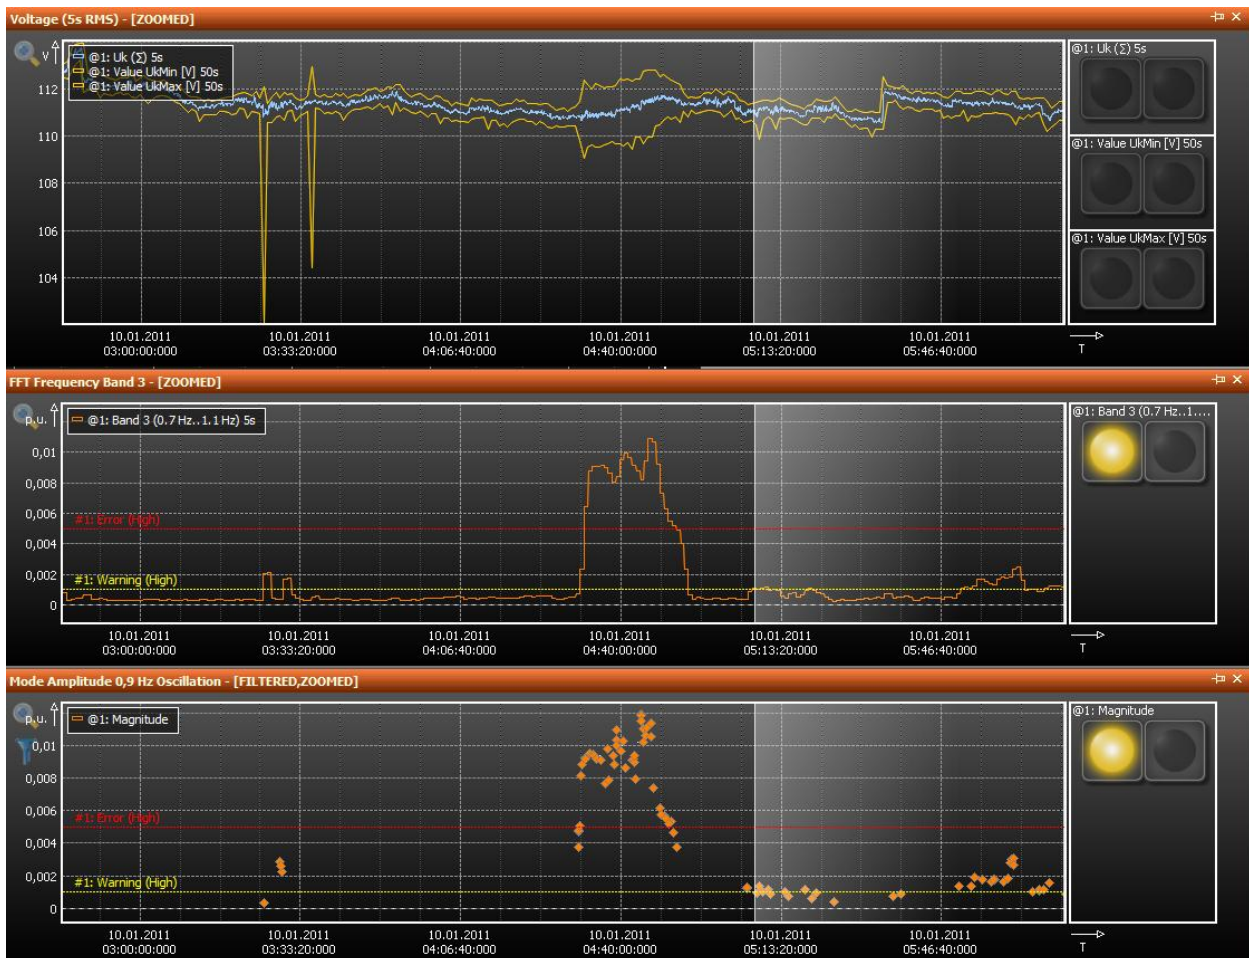 Voltage (5s RMS) - [ZOOMED]
V
@1: Uk (Σ) 5s
@1: Value UkMin [V] 50s
@1: Value UkMax [V] 50s
112
110
108
106
104
10.01.2011 10.01.2011 10.01.2011 10.01.2011 10.01.2011 10.01.2011
03:00:00:000 03:33:20:000 04:06:40:000 04:40:00:000 05:13:20:000 05:46:40:000
T
@1: Uk (Σ) 5s
@1: Value UkMin [V] 50s
@1: Value UkMax [V] 50s
FFT Frequency Band 3 - [ZOOMED]
p.u.
@1: Band 3 (0.7 Hz..1.1 Hz) 5s
0,01
0,008
0,006
#1: Error (High)
0,004
0,002
#1: Warning (High)
0
10.01.2011 10.01.2011 10.01.2011 10.01.2011 10.01.2011 10.01.2011
03:00:00:000 03:33:20:000 04:06:40:000 04:40:00:000 05:13:20:000 05:46:40:000
T
@1: Band 3 (0.7 Hz..1....
Mode Amplitude 0,9 Hz Oscillation - [FILTERED,ZOOMED]
p.u.
@1: Magnitude
0,01
0,008
0,006
#1: Error (High)
0,004
0,002
#1: Warning (High)
0
10.01.2011 10.01.2011 10.01.2011 10.01.2011 10.01.2011 10.01.2011
03:00:00:000 03:33:20:000 04:06:40:000 04:40:00:000 05:13:20:000 05:46:40:000
T
@1: Magnitude